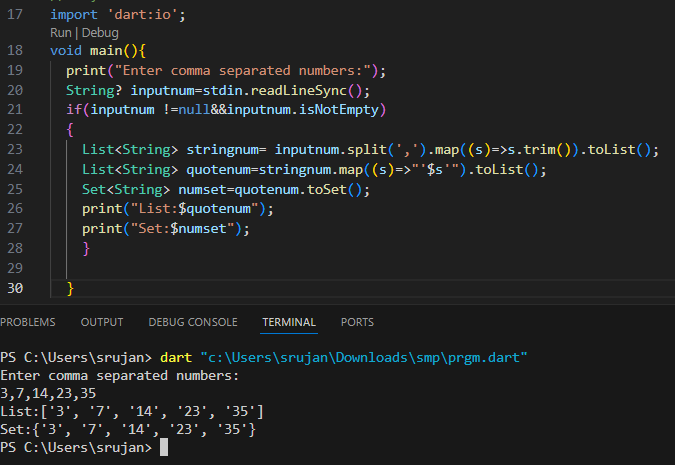 17 import 'dart:io';
Run | Debug
18 void main(){
19 print("Enter comma separated numbers:");
20 String? inputnum=stdin.readLineSync();
21 if(inputnum !=null&&inputnum.isNotEmpty)
22 {
23 List<String> stringnum= inputnum.split(',').map((s)=>s.trim()).toList();
24 List<String> quotenum=stringnum.map((s)=>"'$s'").toList();
25 Set<String> numset=quotenum.toSet();
26 print("List:$quotenum");
27 print("Set:$numset");
28 }
29
30 }
PROBLEMS OUTPUT DEBUG CONSOLE TERMINAL PORTS
PS C:\Users\srujan> dart "c:\Users\srujan\Downloads\smp\prgm.dart"
Enter comma separated numbers:
3,7,14,23,35
List:['3', '7', '14', '23', '35']
Set:{'3', '7', '14', '23', '35'}
PS C:\Users\srujan>